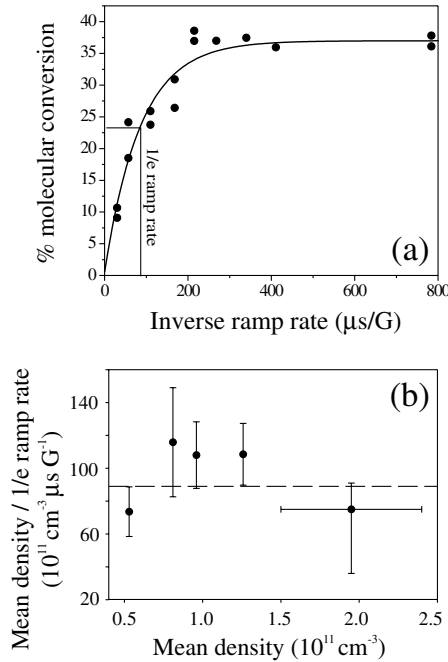 40
35
30
25
20
15
10
5
0
% molecular conversion
1/e ramp rate
(a)
0 200 400 600 800
Inverse ramp rate (μs/G)
(b)
140
100
60
20
Mean density / 1/e ramp rate
(10¹¹ cm⁻³ μs G⁻¹)
0.5 1.0 1.5 2.0 2.5
Mean density (10¹¹ cm⁻³)